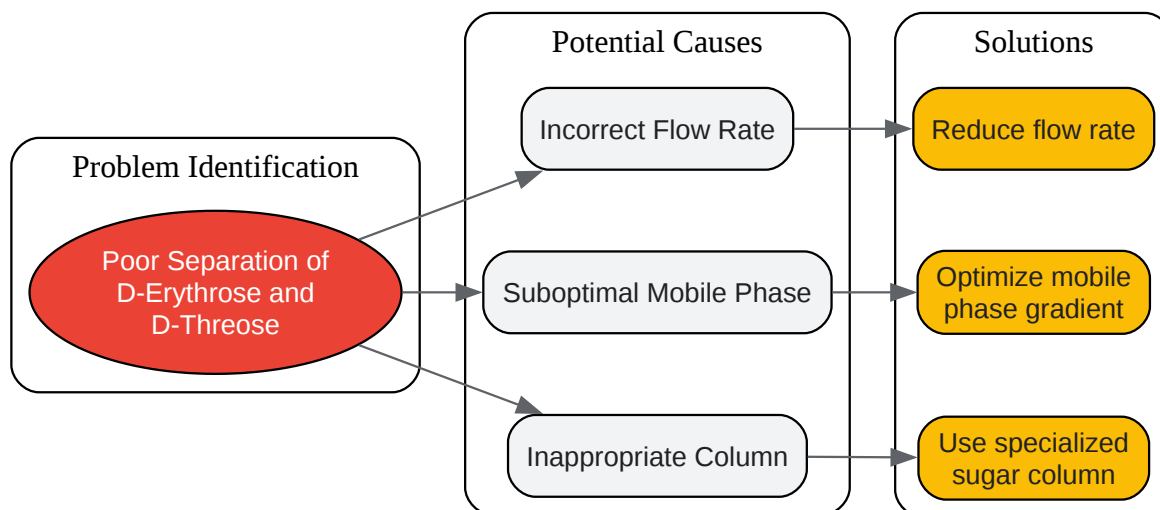 Problem Identification
Poor Separation of
D-Erythrose and
D-Threose
Potential Causes
Incorrect Flow Rate
Suboptimal Mobile Phase
Inappropriate Column
Solutions
Reduce flow rate
Optimize mobile
phase gradient
Use specialized
sugar column